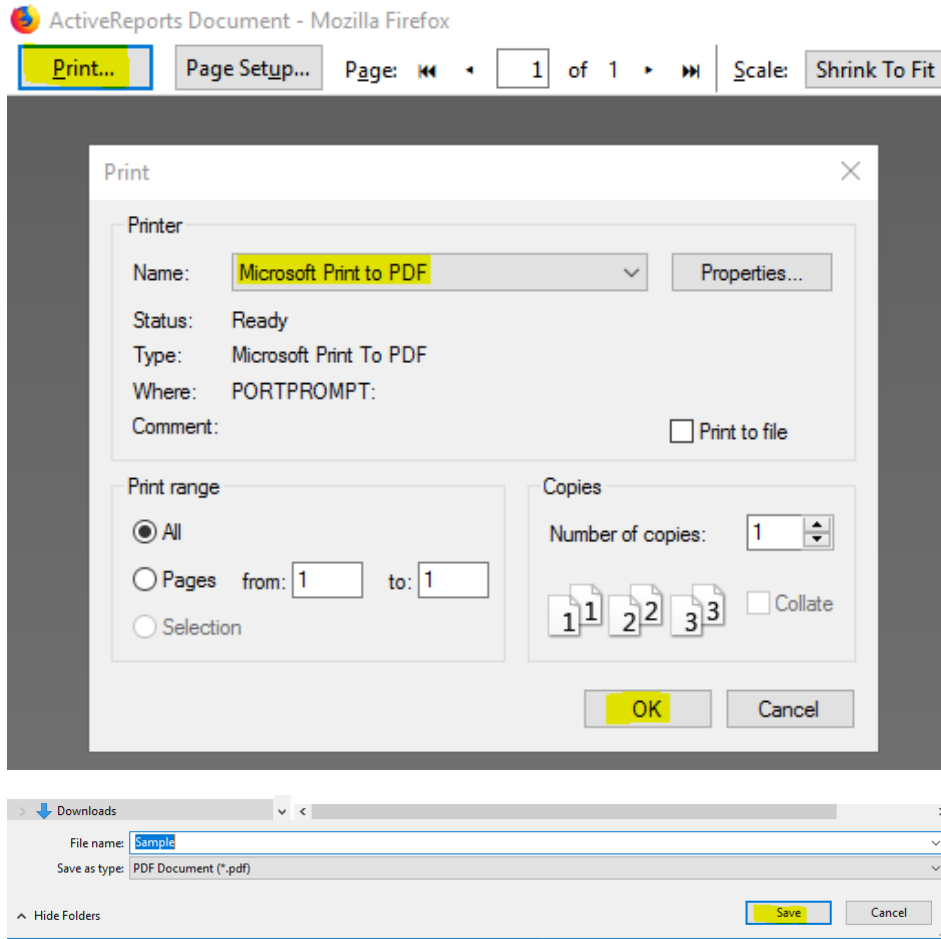 ActiveReports Document - Mozilla Firefox
Print... Page Setup... Page: 1 of 1 Scale: Shrink To Fit
Print
Printer
Name: Microsoft Print to PDF Properties...
Status: Ready
Type: Microsoft Print To PDF
Where: PORTPROMPT:
Comment: Print to file
Print range Copies
All Number of copies: 1
Pages from: 1 to: 1
1 1 2 2 3 3 Collate
Selection
OK Cancel
Downloads
File name: Sample
Save as type: PDF Document (*.pdf)
Hide Folders Save Cancel